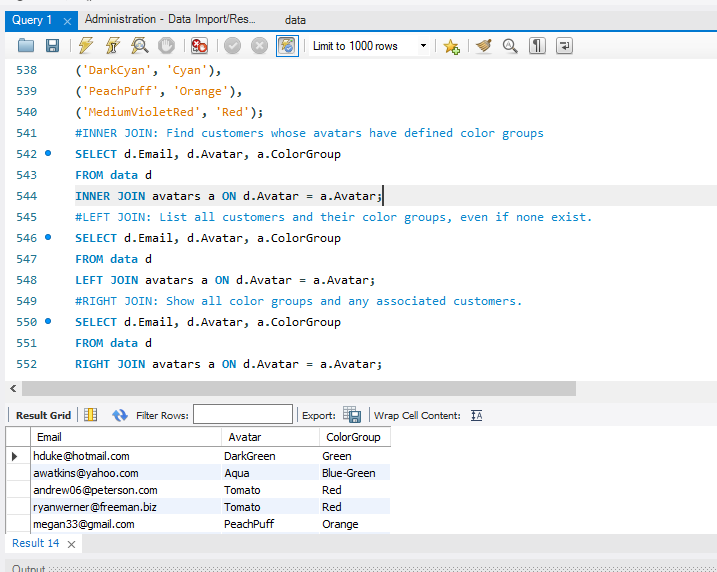 Query 1 Administration - Data Import/Res... data
Limit to 1000 rows
538 ('DarkCyan', 'Cyan'),
539 ('PeachPuff', 'Orange'),
540 ('MediumVioletRed', 'Red');
541 #INNER JOIN: Find customers whose avatars have defined color groups
542 SELECT d.Email, d.Avatar, a.ColorGroup
543 FROM data d
544 INNER JOIN avatars a ON d.Avatar = a.Avatar;
545 #LEFT JOIN: List all customers and their color groups, even if none exist.
546 SELECT d.Email, d.Avatar, a.ColorGroup
547 FROM data d
548 LEFT JOIN avatars a ON d.Avatar = a.Avatar;
549 #RIGHT JOIN: Show all color groups and any associated customers.
550 SELECT d.Email, d.Avatar, a.ColorGroup
551 FROM data d
552 RIGHT JOIN avatars a ON d.Avatar = a.Avatar;
Result Grid Filter Rows: Export: Wrap Cell Content:
Email Avatar ColorGroup
hduke@hotmail.com DarkGreen Green
awatkins@yahoo.com Aqua Blue-Green
andrew06@peterson.com Tomato Red
ryanwerner@freeman.biz Tomato Red
megan33@gmail.com PeachPuff Orange
Result 14
Output